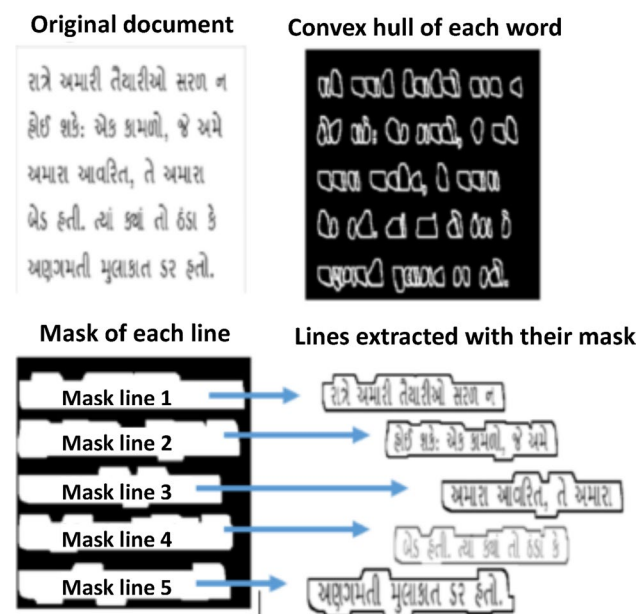 Original document
રાત્રે અમારી તૈયારીઓ સરળ ન
હોઈ શકે: એક કામળો, જે અમે
અમારા આવરિત, તે અમારા
બેડ હતી. ત્યાં ક્યાં તો ઠંડા કે
અણગમતી મુલાકાત ડર હતો.
Convex hull of each word
Mask of each line
Mask line 1
Mask line 2
Mask line 3
Mask line 4
Mask line 5
Lines extracted with their mask
રાત્રે અમારી તૈયારીઓ સરળ ન
હોઈ શકે: એક કામળો, જે અમે
અમારા આવરિત, તે અમારા
બેડ હતી. ત્યાં ક્યાં તો ઠંડા કે
અણગમતી મુલાકાત ડર હતો.